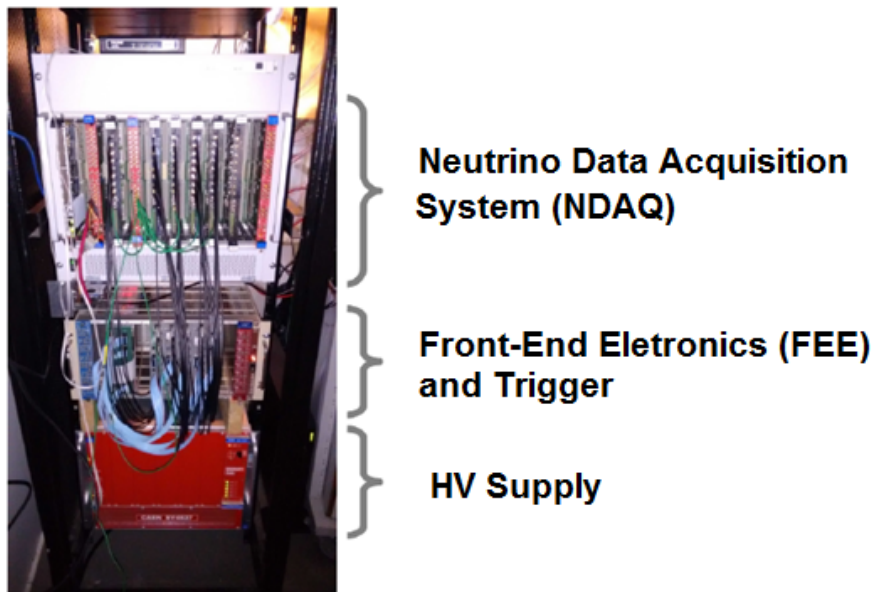 Neutrino Data Acquisition
System (NDAQ)
Front-End Eletronics (FEE)
and Trigger
HV Supply